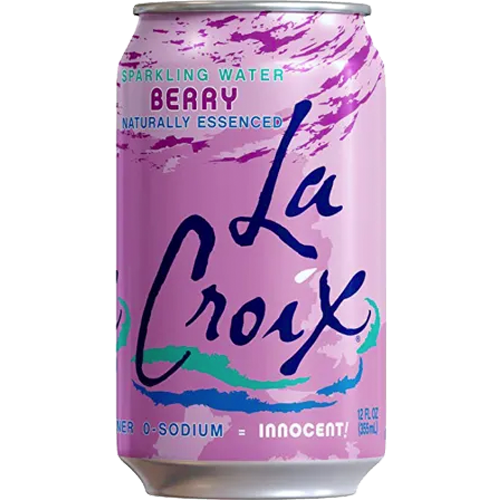 SPARKLING WATER
BERRY
NATURALLY ESSENCED
La
Croix®
0-SODIUM = INNOCENT!
12 FL OZ
(355mL)